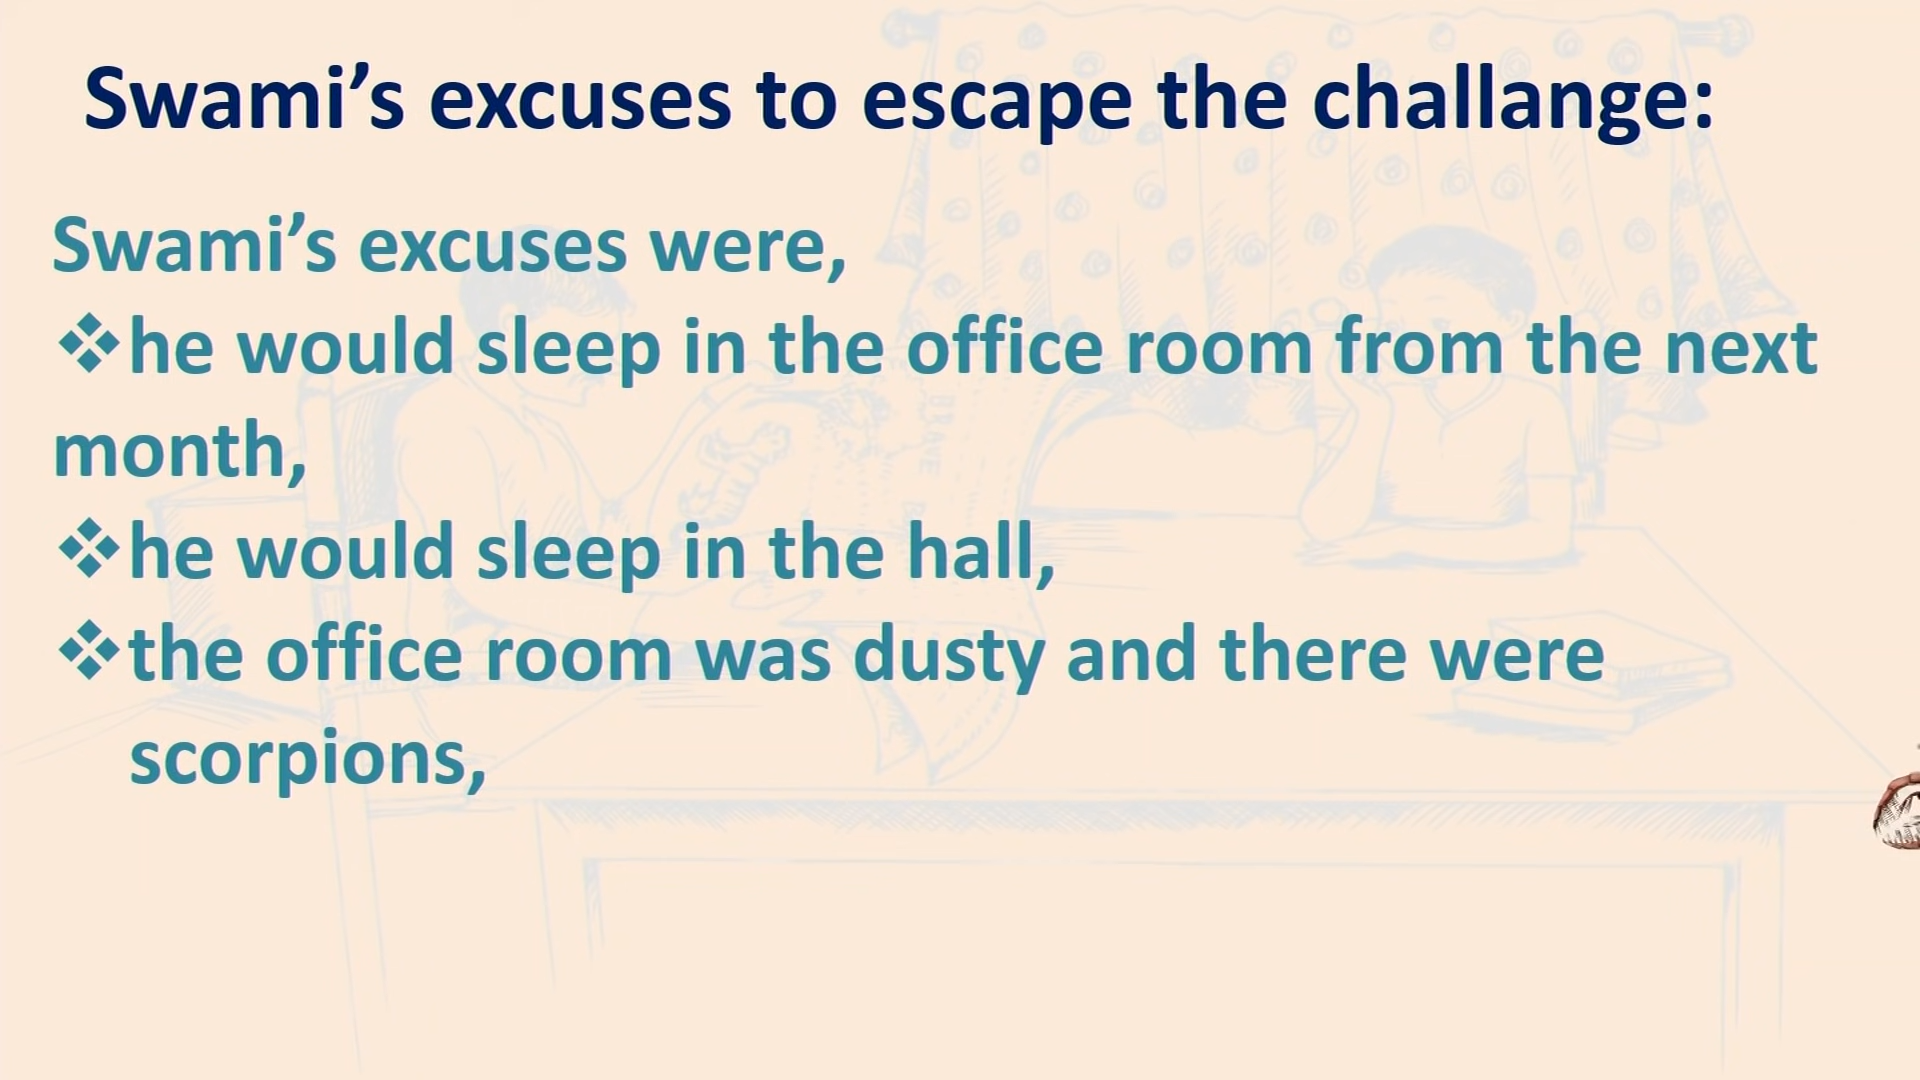 Swami’s excuses to escape the challange:
Swami’s excuses were,
❖he would sleep in the office room from the next
month,
❖he would sleep in the hall,
❖the office room was dusty and there were
scorpions,
BRAVE